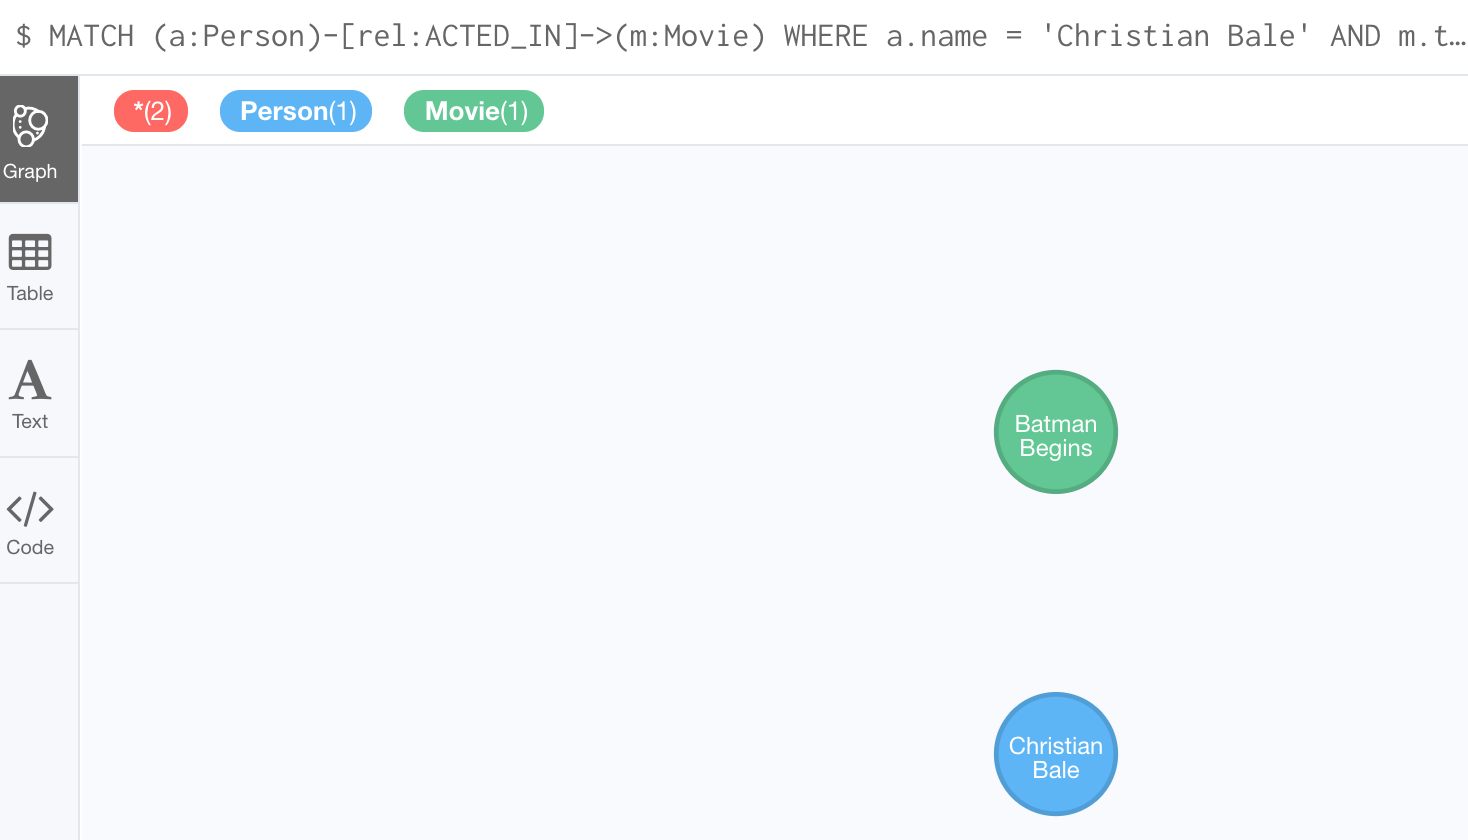 $ MATCH (a:Person)-[rel:ACTED_IN]->(m:Movie) WHERE a.name = 'Christian Bale' AND m.t…
*(2) Person(1) Movie(1)
Graph
Table
Text
Code
Batman
Begins
Christian
Bale